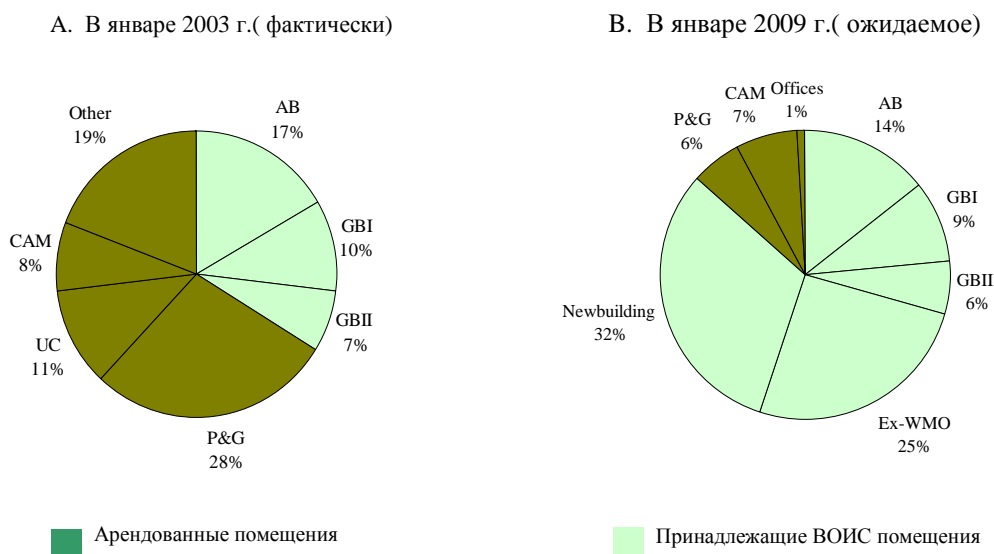 A. В январе 2003 г.( фактически)
B. В январе 2009 г.( ожидаемое)
Other
19%
AB
17%
GBI
10%
GBII
7%
P&G
28%
UC
11%
CAM
8%
P&G
6%
CAM
7%
Offices
1%
AB
14%
GBI
9%
GBII
6%
Ex-WMO
25%
Newbuilding
32%
Арендованные помещения
Принадлежащие ВОИС помещения